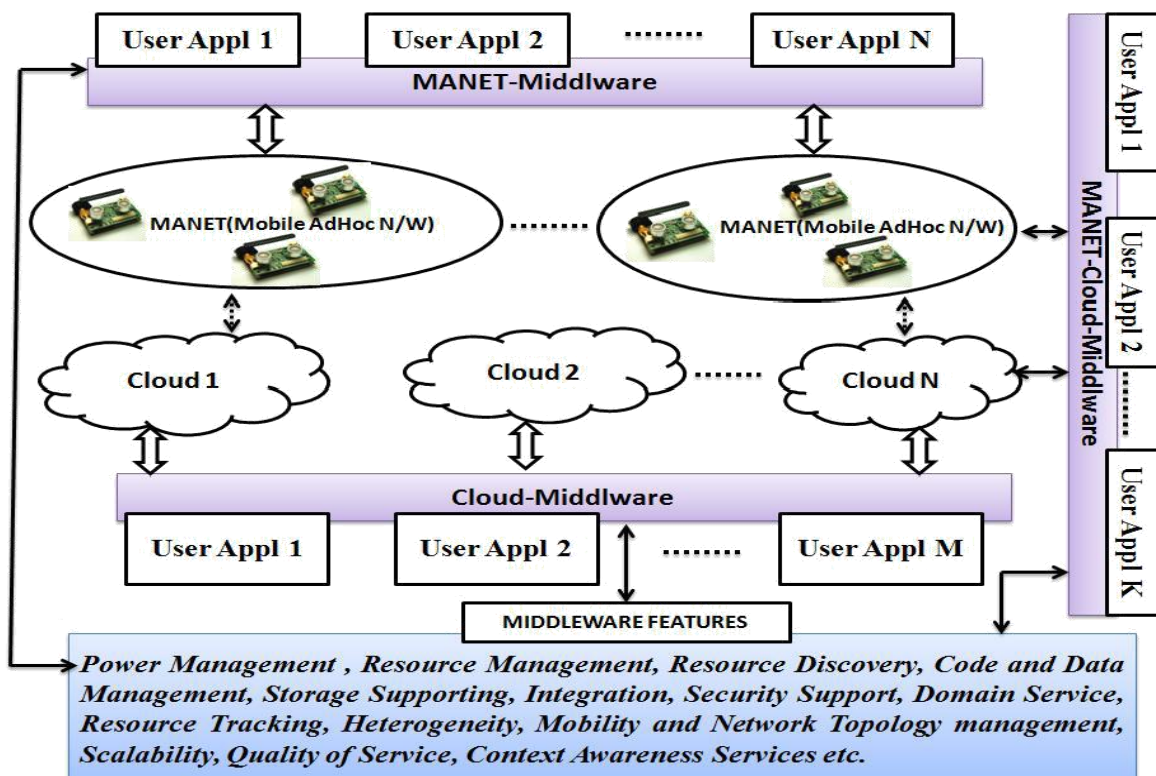 User Appl 1
User Appl 2
User Appl N
MANET-Middlware
MANET(Mobile AdHoc N/W)
MANET(Mobile AdHoc N/W)
Cloud 1
Cloud 2
Cloud N
Cloud-Middlware
User Appl 1
User Appl 2
User Appl M
User Appl 1
User Appl 2
User Appl K
MANET-Cloud-Middlware
MIDDLEWARE FEATURES
Power Management , Resource Management, Resource Discovery, Code and Data
Management, Storage Supporting, Integration, Security Support, Domain Service,
Resource Tracking, Heterogeneity, Mobility and Network Topology management,
Scalability, Quality of Service, Context Awareness Services etc.